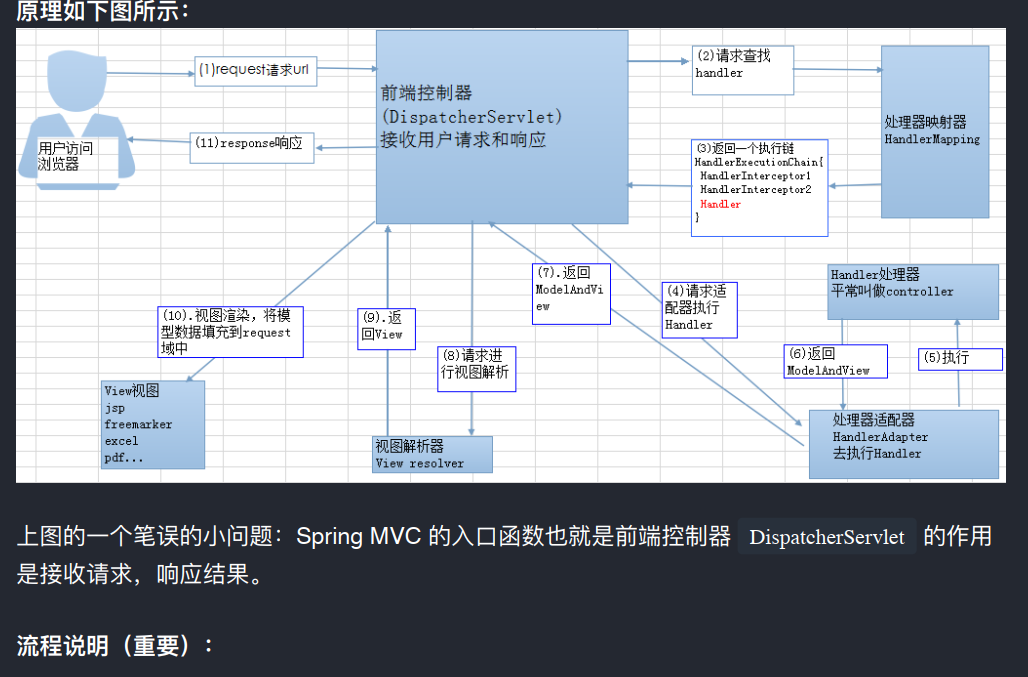 原理如下图所示：
(1)request请求url
前端控制器
(DispatcherServlet)
接收用户请求和响应
(2)请求查找
handler
处理器映射器
HandlerMapping
用户访问
浏览器
(11)response响应
(3)返回一个执行链
HandlerExecutionChain{
HandlerInterceptor1
HandlerInterceptor2
Handler
}
(7).返回
ModelAndVi
ew
(4)请求适
配器执行
Handler
Handler处理器
平常叫做controller
(10).视图渲染，将模
型数据填充到request
域中
(9).返
回View
(8)请求进
行视图解析
(6)返回
ModelAndView
(5)执行
View视图
jsp
freemarker
excel
pdf...
视图解析器
View resolver
处理器适配器
HandlerAdapter
去执行Handler
上图的一个笔误的小问题：Spring MVC 的入口函数也就是前端控制器 DispatcherServlet 的作用
是接收请求，响应结果。
流程说明（重要）：